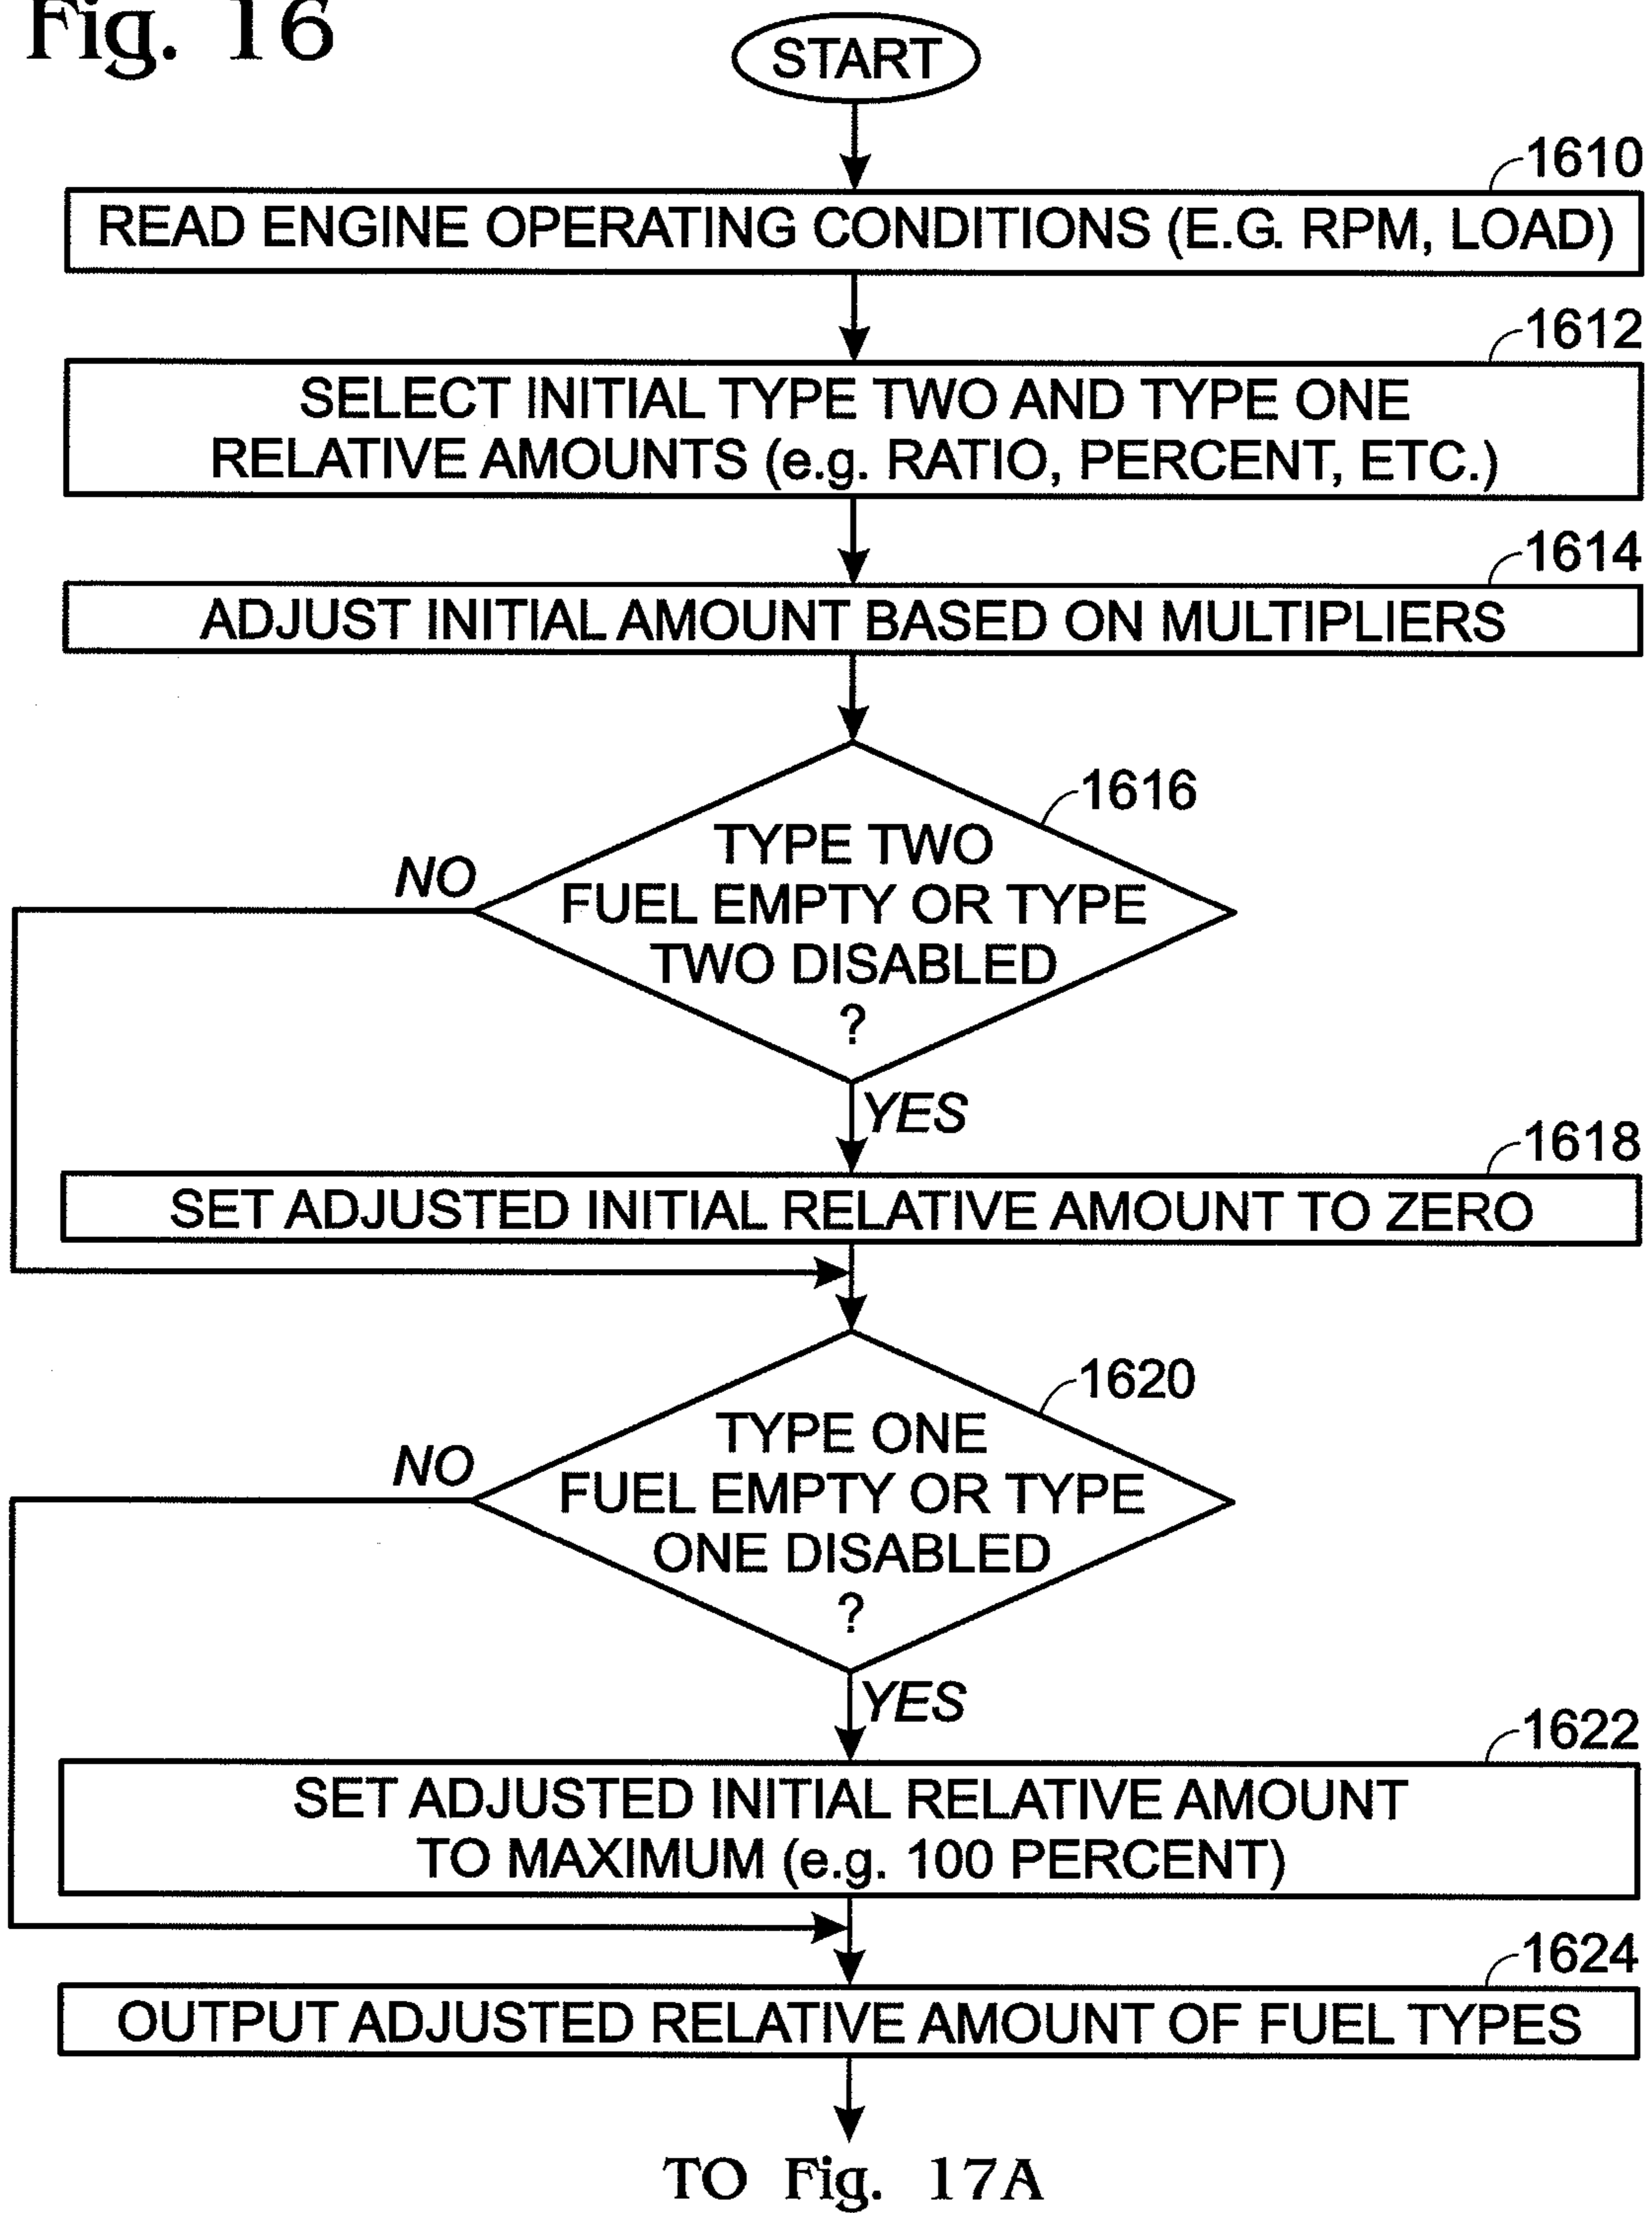 Fig. 16
START
1610
READ ENGINE OPERATING CONDITIONS (E.G. RPM, LOAD)
1612
SELECT INITIAL TYPE TWO AND TYPE ONE
RELATIVE AMOUNTS (e.g. RATIO, PERCENT, ETC.)
1614
ADJUST INITIAL AMOUNT BASED ON MULTIPLIERS
1616
TYPE TWO
FUEL EMPTY OR TYPE
TWO DISABLED
?
NO
YES
1618
SET ADJUSTED INITIAL RELATIVE AMOUNT TO ZERO
1620
TYPE ONE
FUEL EMPTY OR TYPE
ONE DISABLED
?
NO
YES
1622
SET ADJUSTED INITIAL RELATIVE AMOUNT
TO MAXIMUM (e.g. 100 PERCENT)
1624
OUTPUT ADJUSTED RELATIVE AMOUNT OF FUEL TYPES
TO Fig. 17A